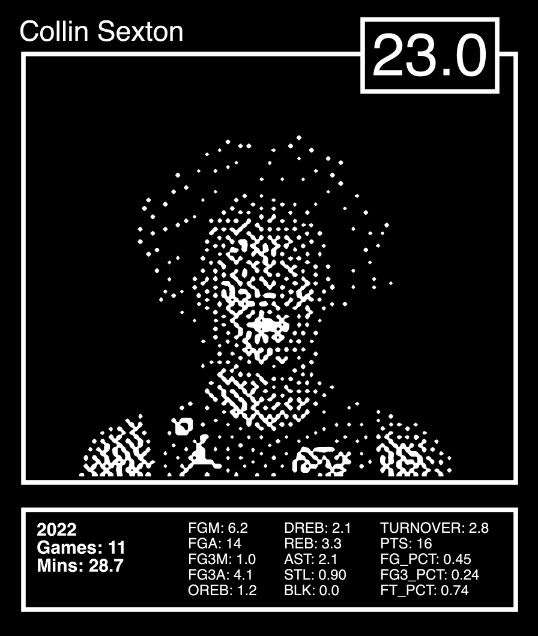 Collin Sexton
23.0
2022
Games: 11
Mins: 28.7
FGM: 6.2
FGA: 14
FG3M: 1.0
FG3A: 4.1
OREB: 1.2
DREB: 2.1
REB: 3.3
AST: 2.1
STL: 0.90
BLK: 0.0
TURNOVER: 2.8
PTS: 16
FG_PCT: 0.45
FG3_PCT: 0.24
FT_PCT: 0.74